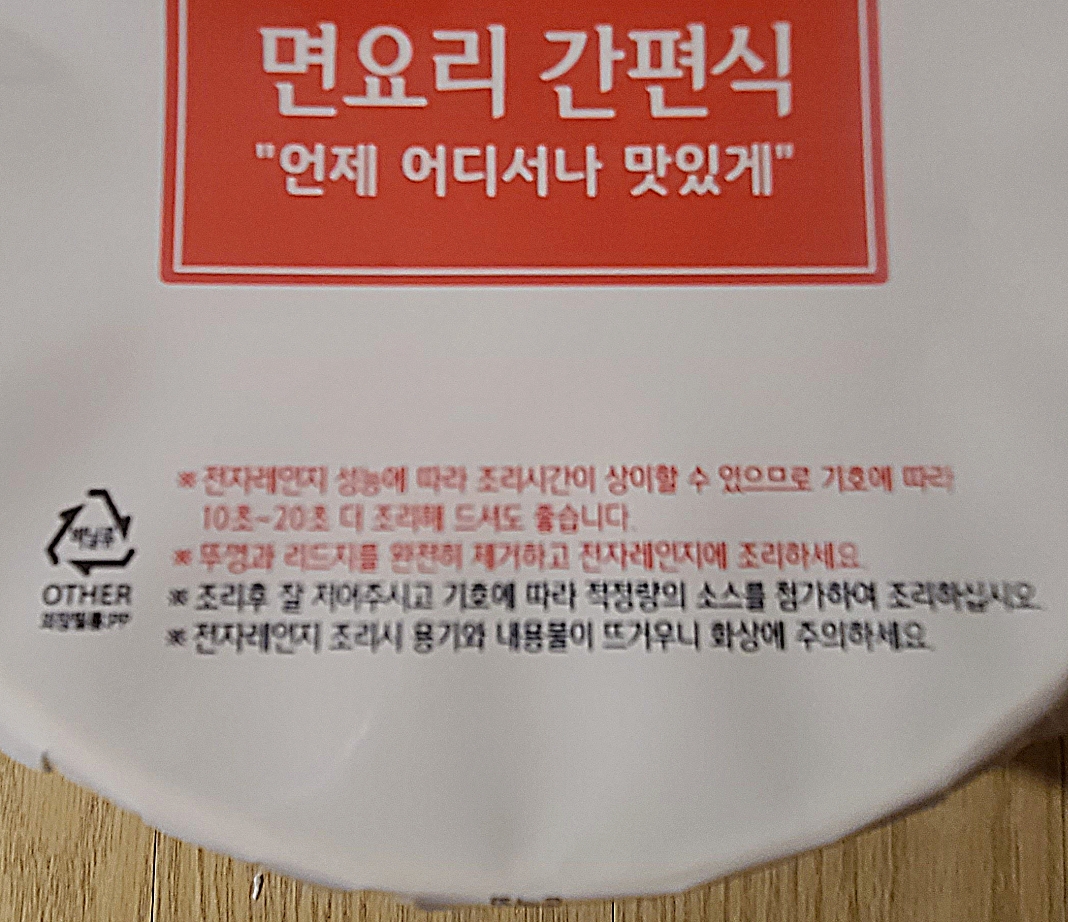 면요리 간편식
"언제 어디서나 맛있게"
※ 전자레인지 성능에 따라 조리시간이 상이할 수 있으므로 기호에 따라
10초~20초 더 조리해 드셔도 좋습니다.
※ 뚜껑과 리드지를 완전히 제거하고 전자레인지에 조리하세요.
※ 조리후 잘 저어주시고 기호에 따라 적정량의 소스를 첨가하여 조리하십시오.
※ 전자레인지 조리시 용기와 내용물이 뜨거우니 화상에 주의하세요.
OTHER